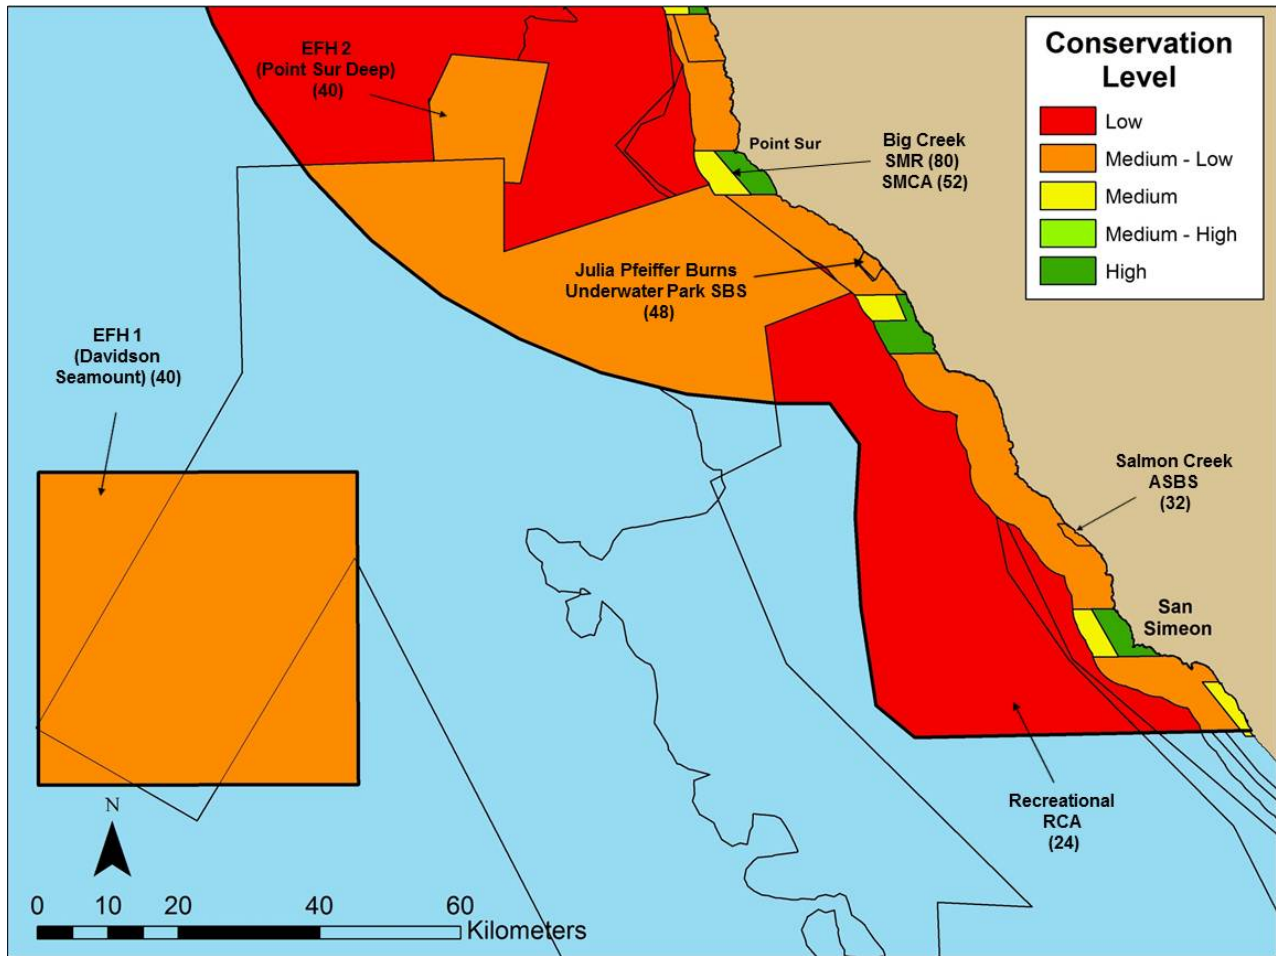 EFH 2
(Point Sur Deep)
(40)
Conservation
Level
Low
Medium - Low
Medium
Medium - High
High
Point Sur
Big Creek
SMR (80)
SMCA (52)
Julia Pfeiffer Burns
Underwater Park SBS
(48)
EFH 1
(Davidson
Seamount) (40)
Salmon Creek
ASBS
(32)
San
Simeon
Recreational
RCA
(24)
N
0 10 20 40 60
Kilometers